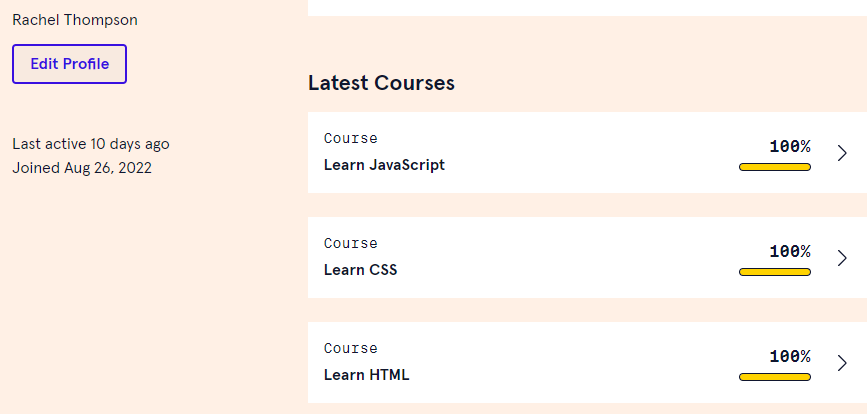 Rachel Thompson
Edit Profile
Last active 10 days ago
Joined Aug 26, 2022
Latest Courses
Course
Learn JavaScript
100%
Course
Learn CSS
100%
Course
Learn HTML
100%